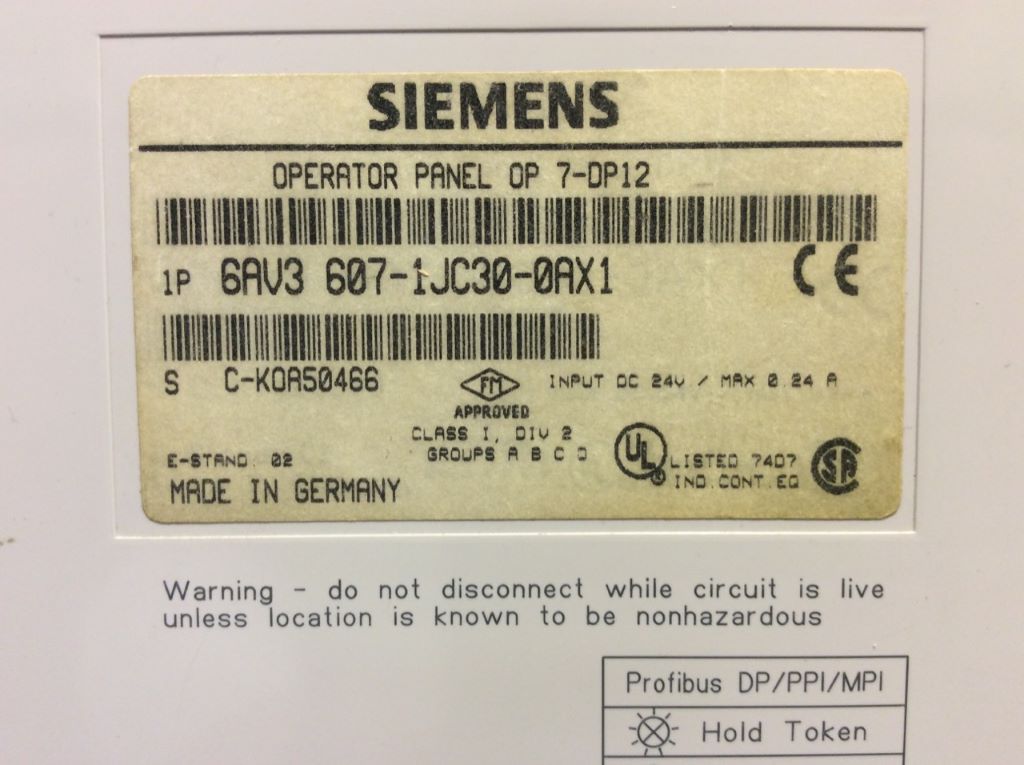 SIEMENS
OPERATOR PANEL OP 7-DP12
1P 6AV3 607-1JC30-0AX1
CE
S C-KOA50466
FM
APPROVED
INPUT DC 24V / MAX 0.24 A
CLASS I, DIV 2
GROUPS A B C D
E-STAND. 02
MADE IN GERMANY
UL
LISTED 74D7
IND.CONT.EQ
SA
Warning - do not disconnect while circuit is live
unless location is known to be nonhazardous
Profibus DP/PPI/MPI
Hold Token